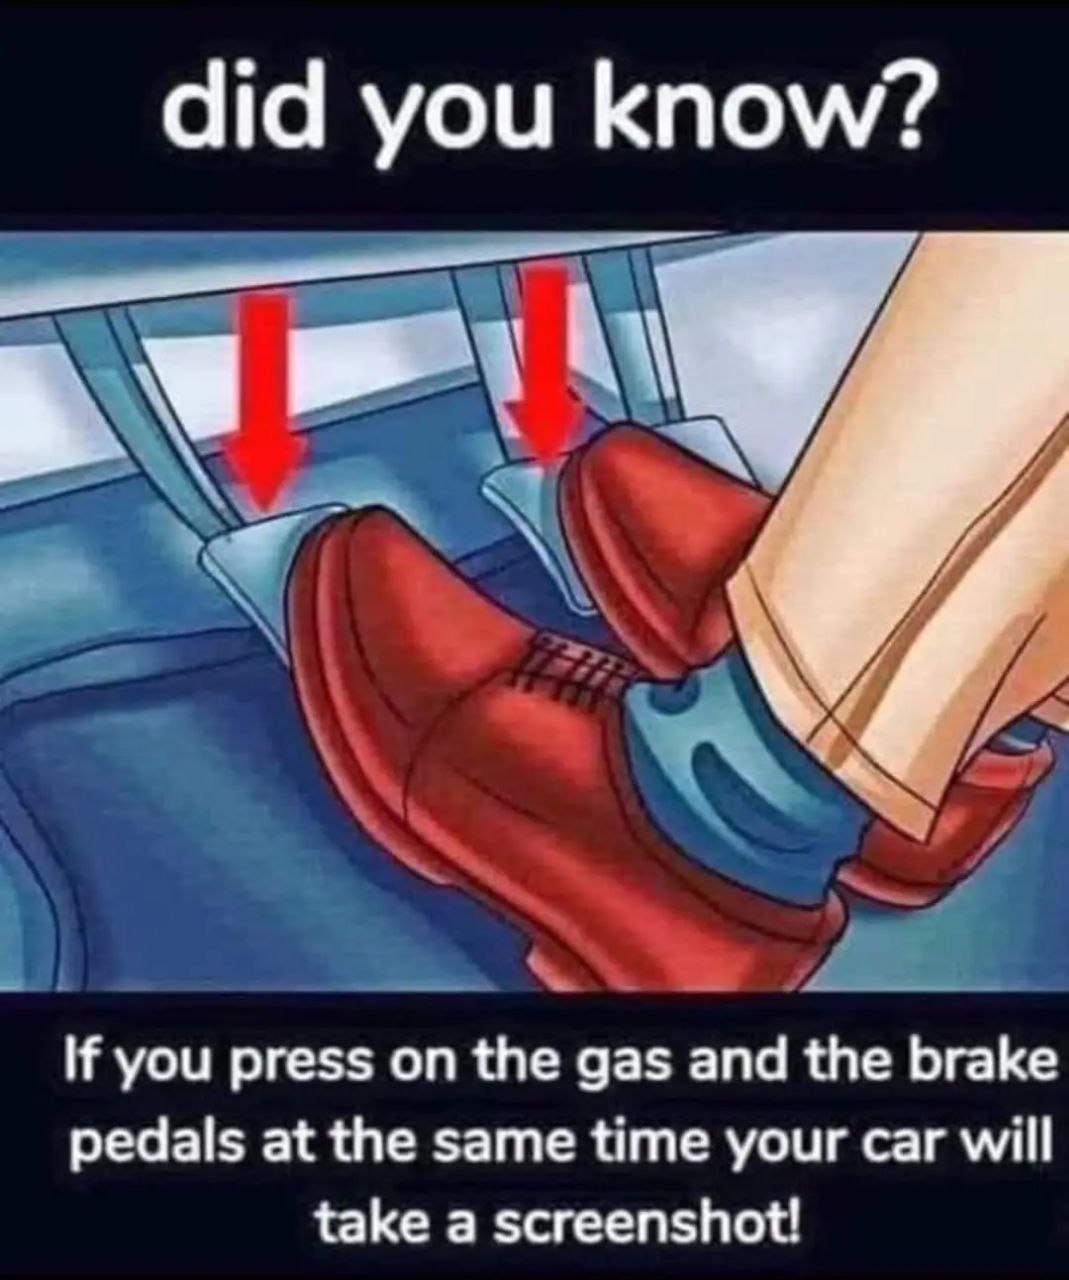 did you know?
If you press on the gas and the brake
pedals at the same time your car will
take a screenshot!